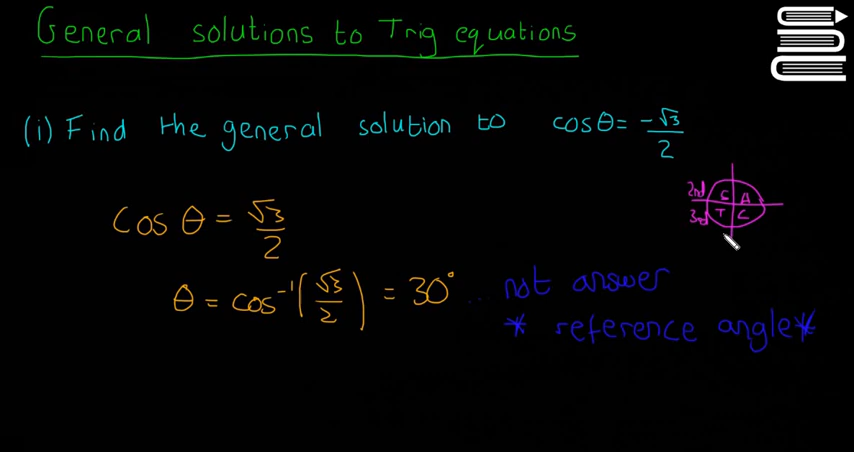 General solutions to Trig equations
(i) Find the general solution to cosθ = -√3/2
2nd S A
3rd T C
cos θ = √3/2
θ = cos⁻¹(√3/2) = 30° ... not answer
* reference angle*